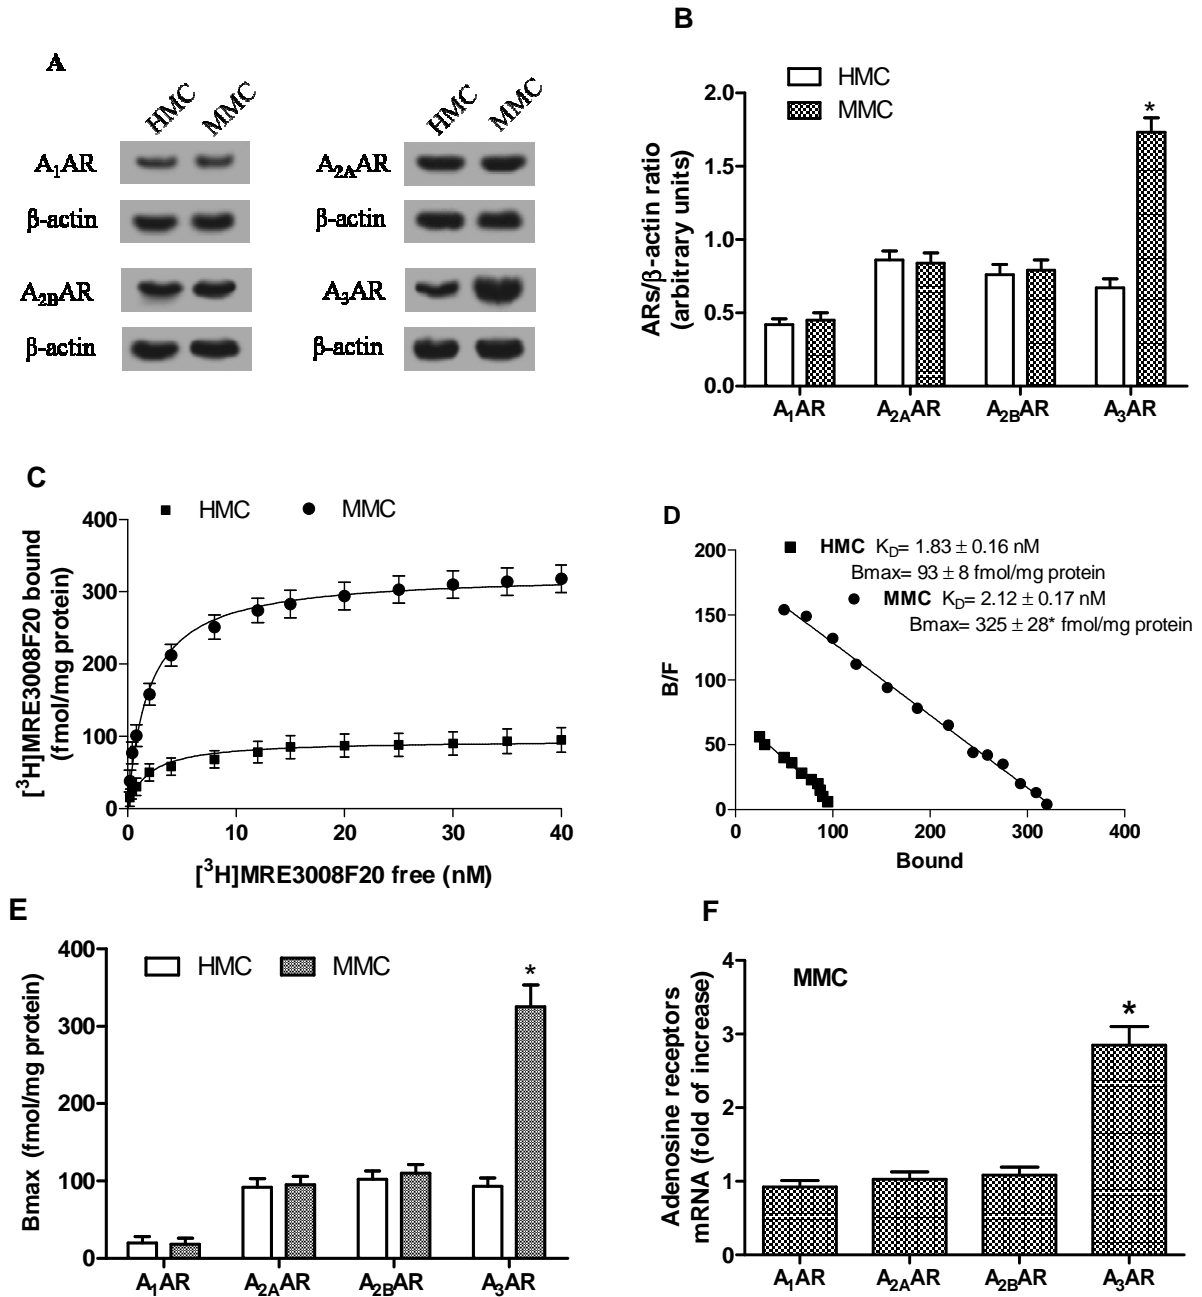 A
HMC MMC
HMC MMC
A1AR
β-actin
A2BAR
β-actin
A2AAR
β-actin
A3AR
β-actin
B
HMC
MMC
ARs/β-actin ratio
(arbitrary units)
2.0
1.5
1.0
0.5
0.0
*
A1AR A2AAR A2BAR A3AR
C
HMC MMC
[3H]MRE3008F20 bound
(fmol/mg protein)
400
300
200
100
0
0 10 20 30 40
[3H]MRE3008F20 free (nM)
D
HMC KD= 1.83 ± 0.16 nM
Bmax= 93 ± 8 fmol/mg protein
MMC KD= 2.12 ± 0.17 nM
Bmax= 325 ± 28* fmol/mg protein
B/F
200
150
100
50
0
0 100 200 300 400
Bound
E
HMC MMC
Bmax (fmol/mg protein)
400
300
200
100
0
*
A1AR A2AAR A2BAR A3AR
F
MMC
Adenosine receptors
mRNA (fold of increase)
4
3
2
1
0
*
A1AR A2AAR A2BAR A3AR